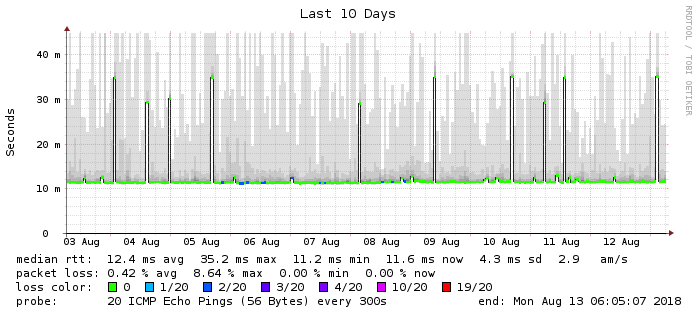 Last 10 Days
RRDTOOL / TOBI OETIKER
Seconds
40 m
30 m
20 m
10 m
0
03 Aug 04 Aug 05 Aug 06 Aug 07 Aug 08 Aug 09 Aug 10 Aug 11 Aug 12 Aug
median rtt: 12.4 ms avg 35.2 ms max 11.2 ms min 11.6 ms now 4.3 ms sd 2.9 am/s
packet loss: 0.42 % avg 8.64 % max 0.00 % min 0.00 % now
loss color: 0 1/20 2/20 3/20 4/20 10/20 19/20
probe: 20 ICMP Echo Pings (56 Bytes) every 300s end: Mon Aug 13 06:05:07 2018